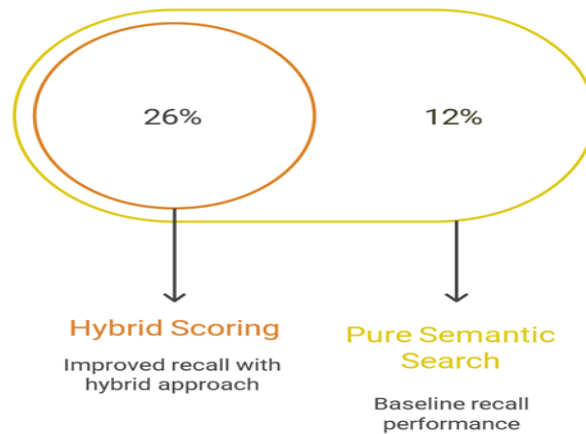 26%
12%
Hybrid Scoring
Improved recall with
hybrid approach
Pure Semantic
Search
Baseline recall
performance